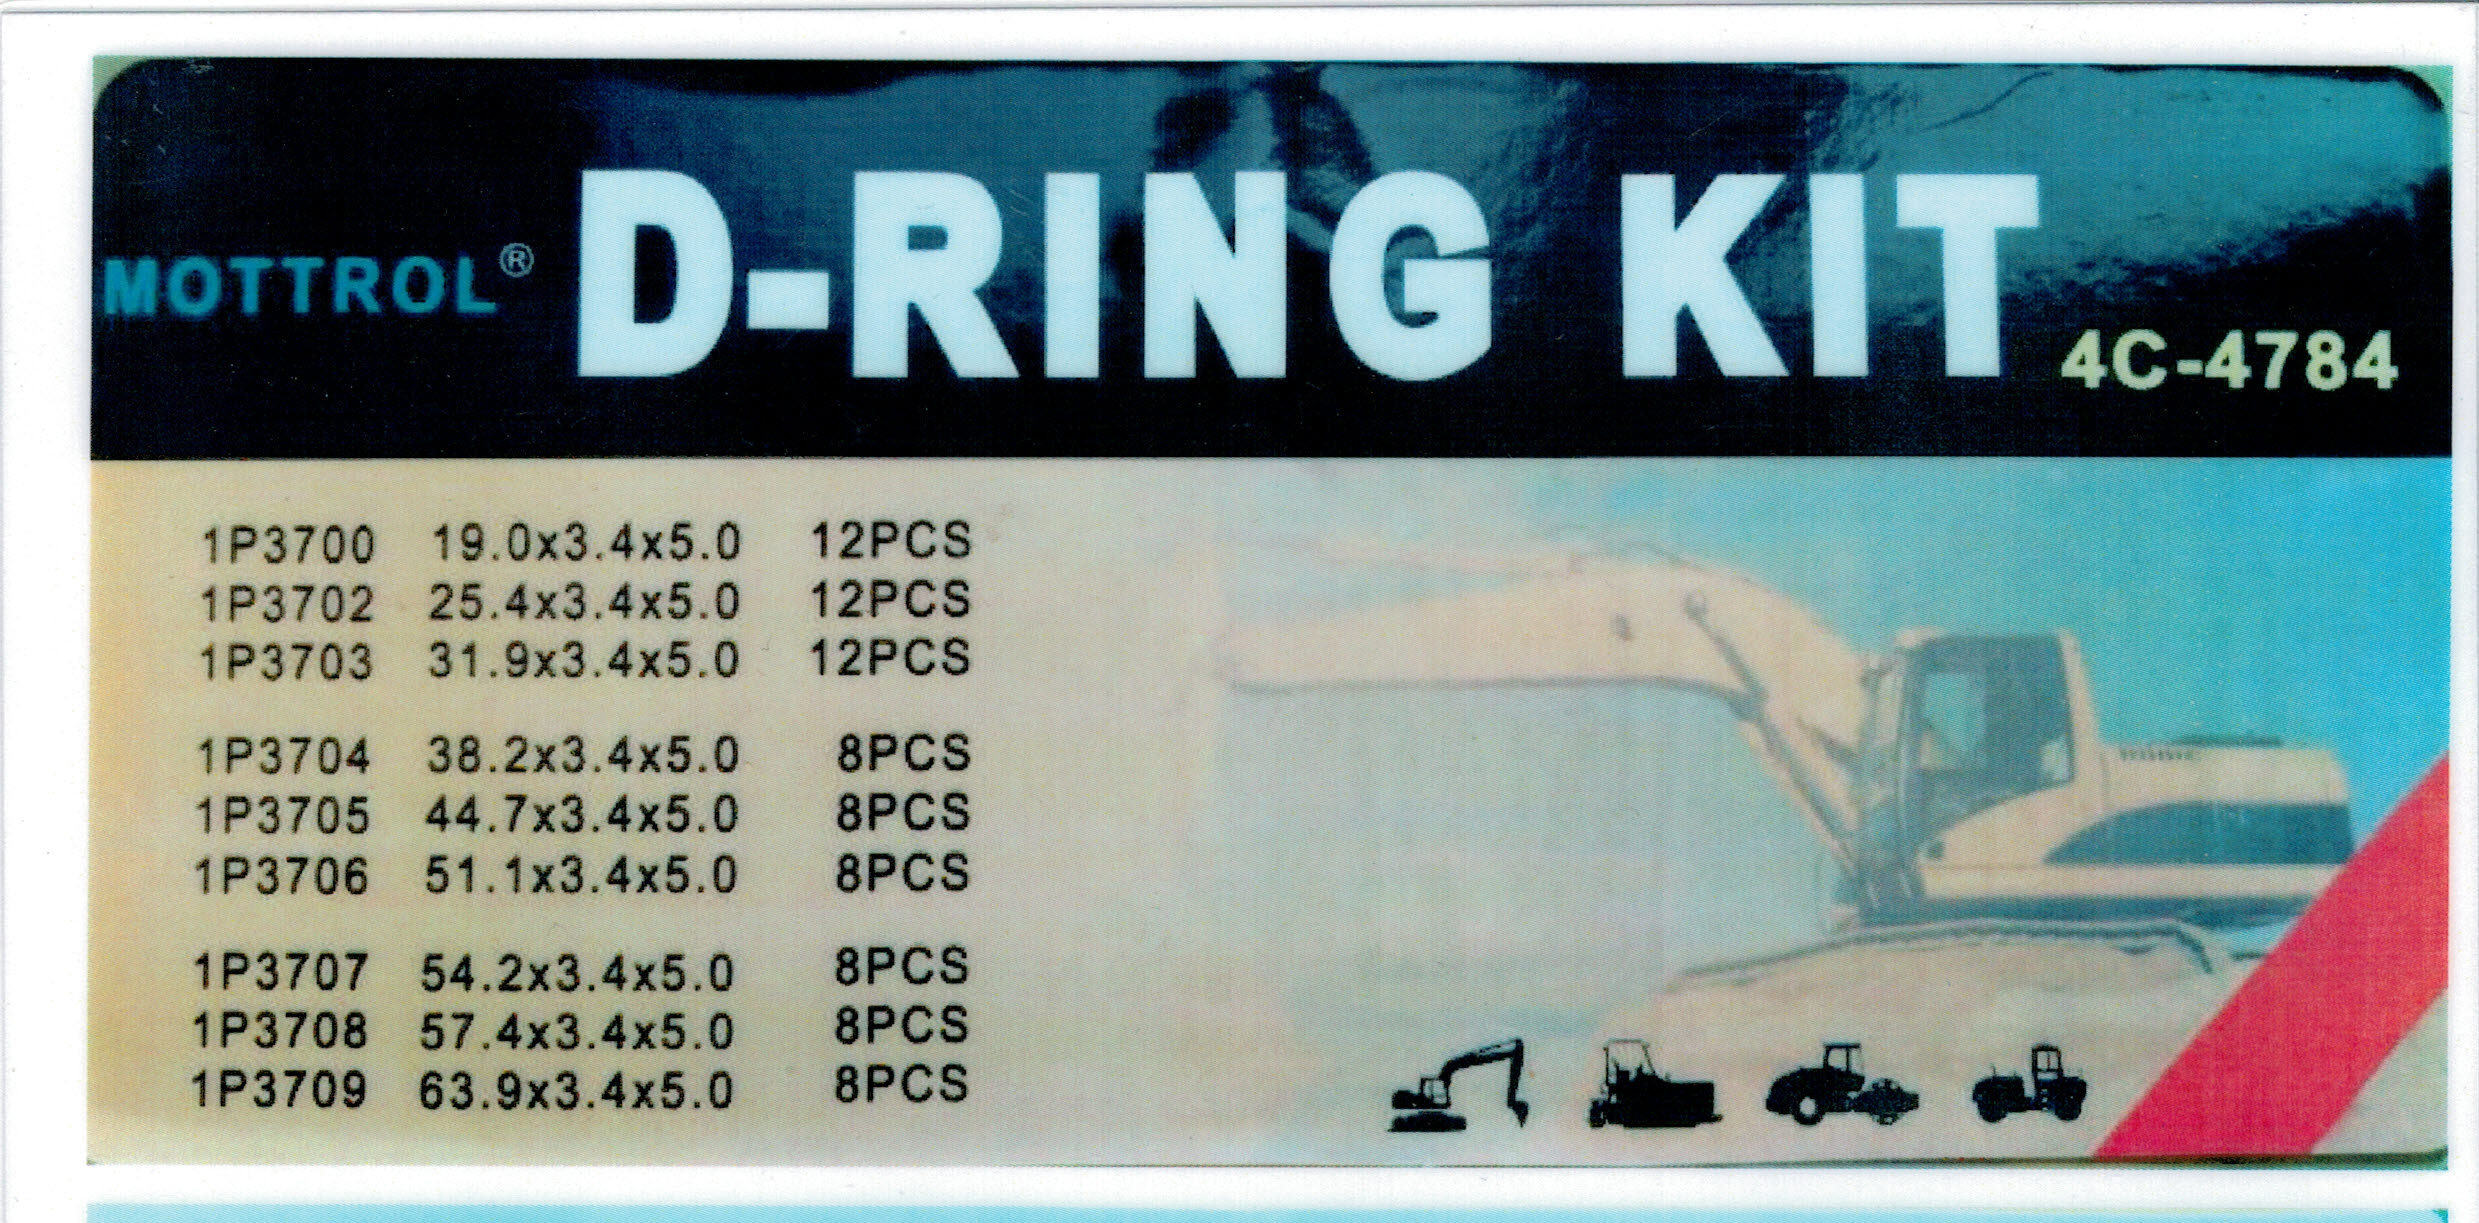 MOTTROL® D-RING KIT 4C-4784
1P3700 19.0x3.4x5.0 12PCS
1P3702 25.4x3.4x5.0 12PCS
1P3703 31.9x3.4x5.0 12PCS
1P3704 38.2x3.4x5.0 8PCS
1P3705 44.7x3.4x5.0 8PCS
1P3706 51.1x3.4x5.0 8PCS
1P3707 54.2x3.4x5.0 8PCS
1P3708 57.4x3.4x5.0 8PCS
1P3709 63.9x3.4x5.0 8PCS